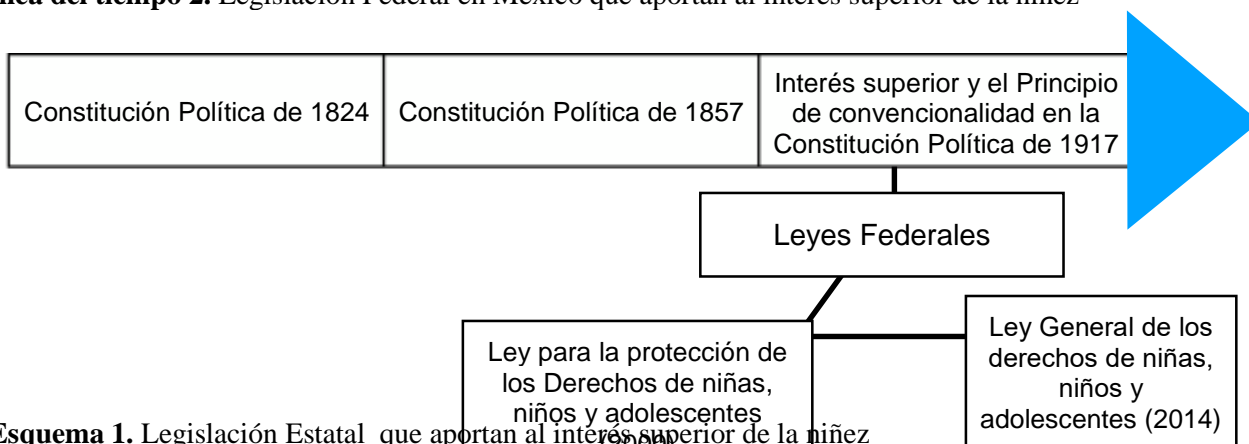 nea del tiempo 2. Legislación Federal en México que aportan al interés superior de la niñez
Constitución Política de 1824
Constitución Política de 1857
Interés superior y el Principio
de convencionalidad en la
Constitución Política de 1917
Leyes Federales
Ley para la protección de
los Derechos de niñas,
niños y adolescentes
Ley General de los
derechos de niñas,
niños y
adolescentes (2014)
Esquema 1. Legislación Estatal que aportan al interés superior de la niñez